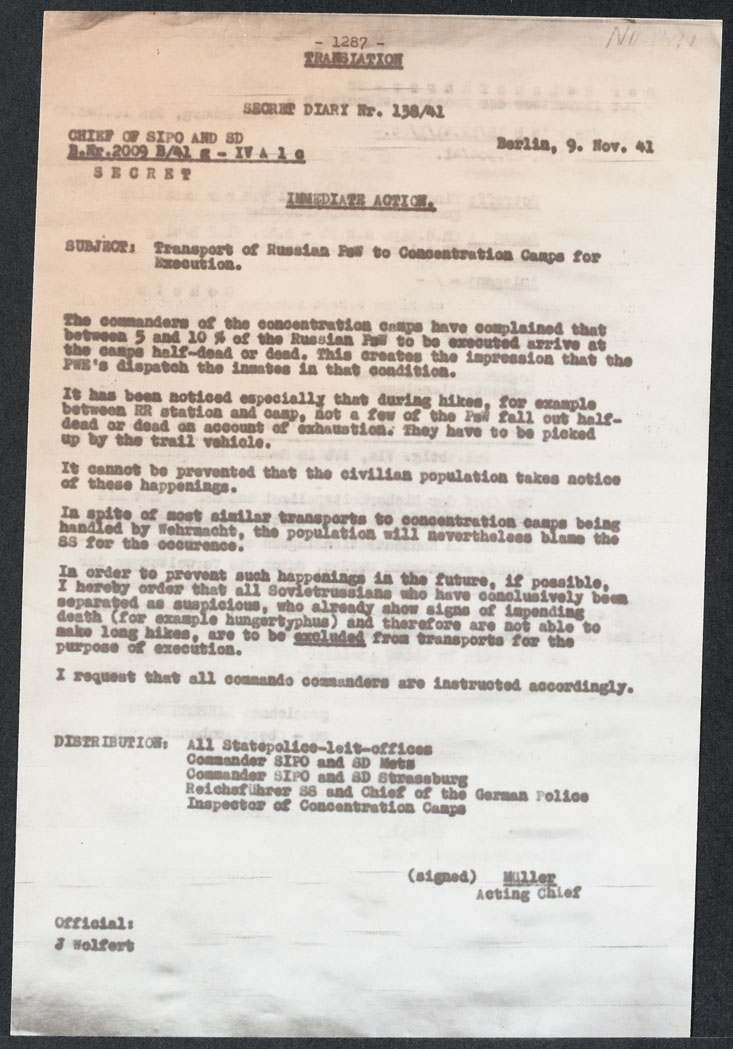 - 1287 -
TRANSLATION
SECRET DIARY Nr. 138/41
CHIEF OF SIPO AND SD
B.Nr.2009 B/41 g - IV A 1 c
Berlin, 9. Nov. 41
S E C R E T
IMMEDIATE ACTION.
SUBJECT: Transport of Russian PsW to Concentration Camps for
Execution.
The commanders of the concentration camps have complained that
between 5 and 10 % of the Russian PsW to be executed arrive at
the camps half-dead or dead. This creates the impression that the
PWE's dispatch the inmates in that condition.
It has been noticed especially that during hikes, for example
between RR station and camp, not a few of the PsW fall out half-
dead or dead on account of exhaustion. They have to be picked
up by the trail vehicle.
It cannot be prevented that the civilian population takes notice
of these happenings.
In spite of most similar transports to concentration camps being
handled by Wehrmacht, the population will nevertheless blame the
SS for the occurence.
In order to prevent such happenings in the future, if possible,
I hereby order that all Sovietrussians who have conclusively been
separated as suspicious, who already show signs of impending
death (for example hungertyphus) and therefore are not able to
make long hikes, are to be excluded from transports for the
purpose of execution.
I request that all commando commanders are instructed accordingly.
DISTRIBUTION: All Statepolice-leit-offices
Commander SIPO and SD Metz
Commander SIPO and SD Strassburg
Reichsführer SS and Chief of the German Police
Inspector of Concentration Camps
(signed) Müller
Acting Chief
Official:
J Wolfert